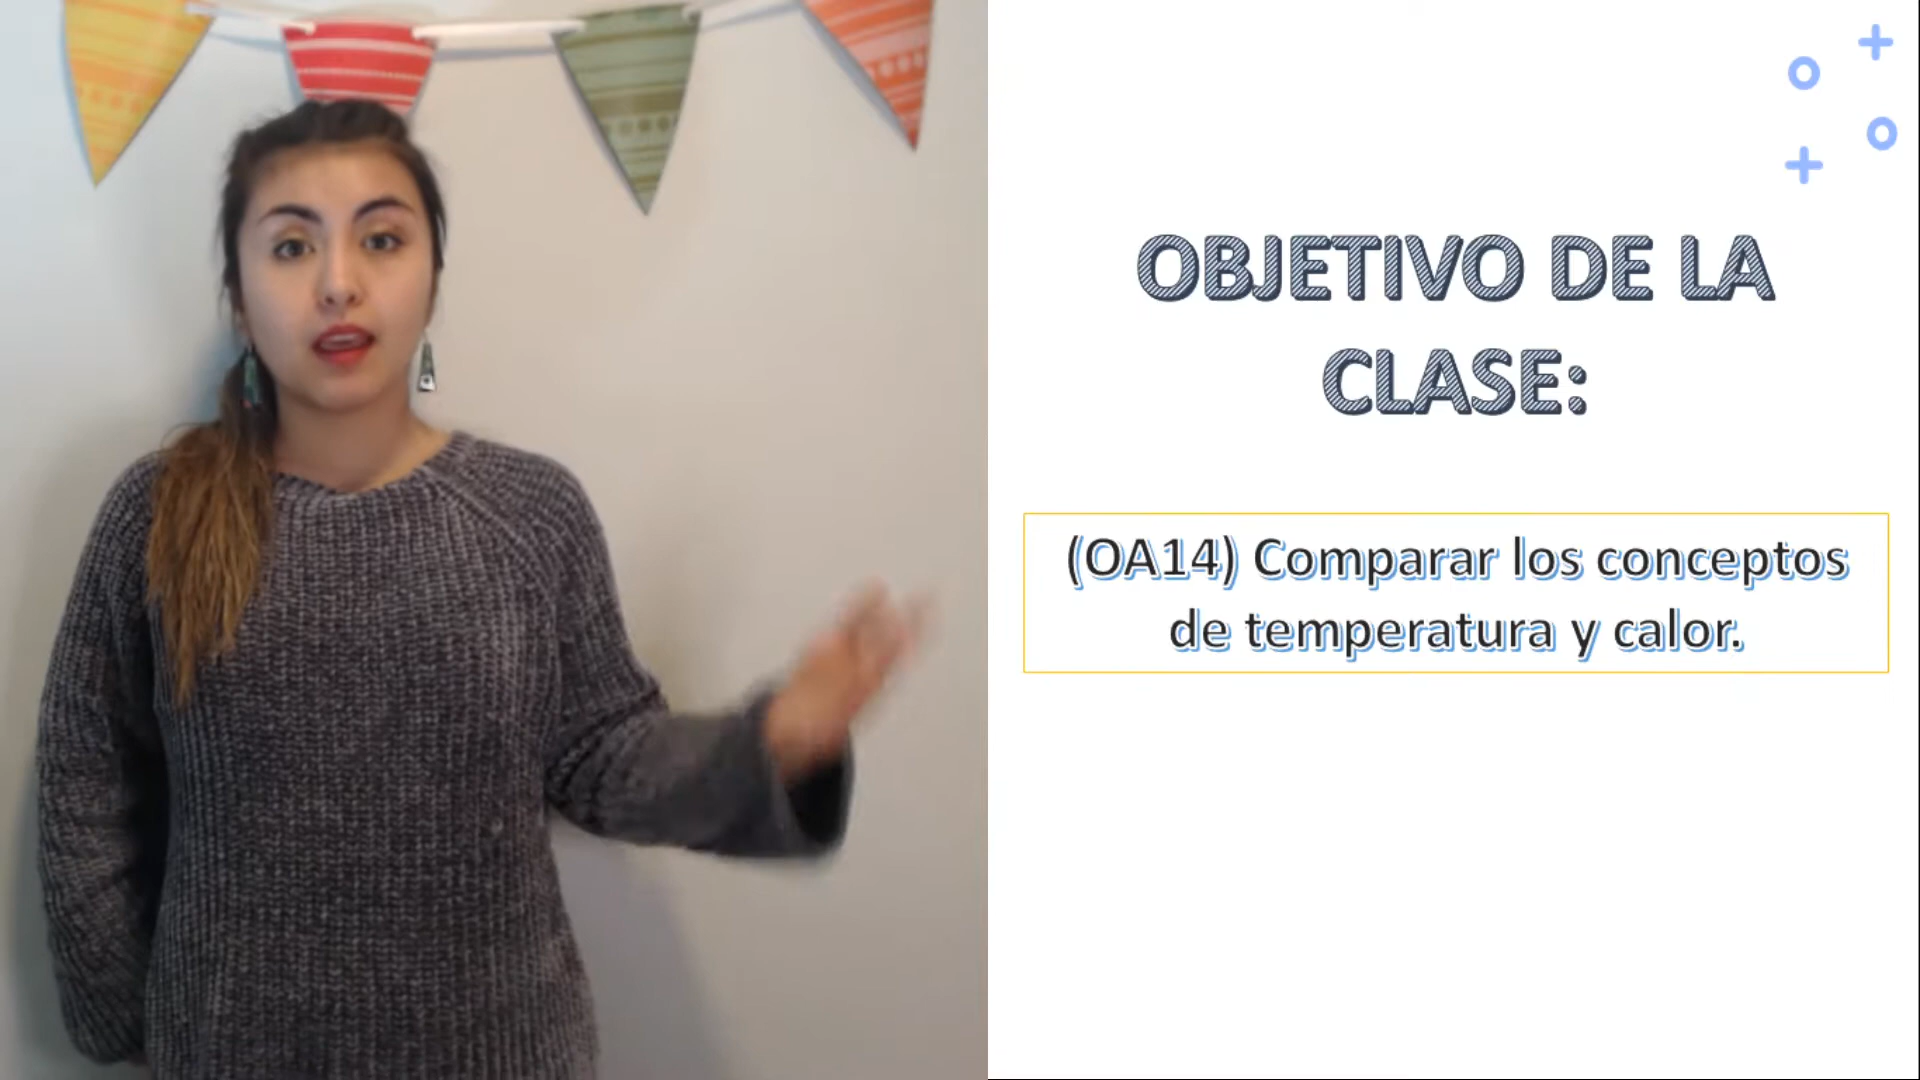 OBJETIVO DE LA
CLASE:
(OA14) Comparar los conceptos
de temperatura y calor.